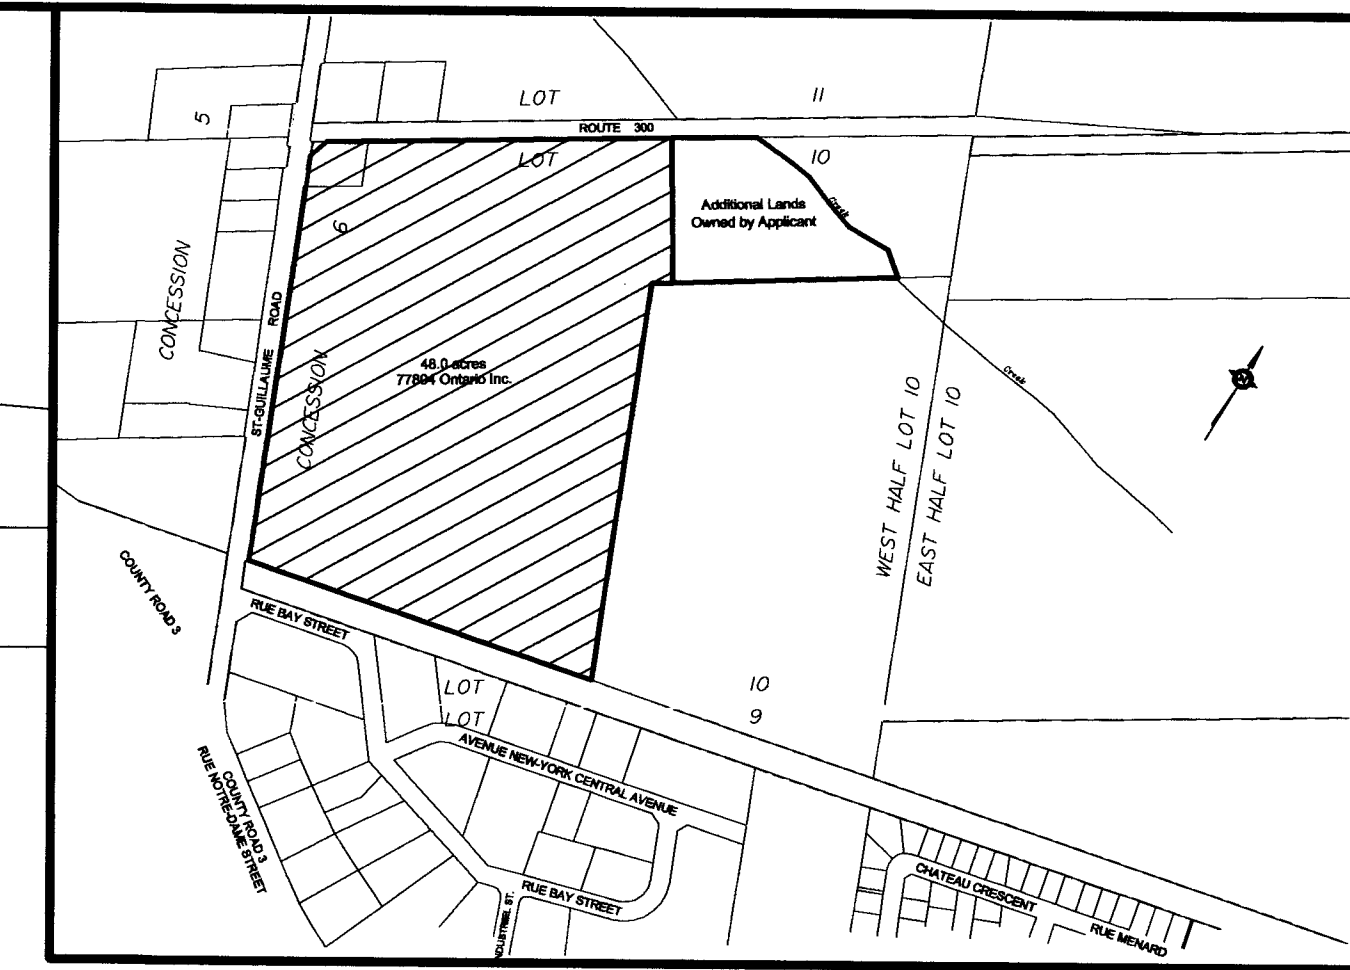 LOT 11
5
ROUTE 300
LOT 10
Additional Lands
Owned by Applicant
Creek
6
CONCESSION
ST-GUILLAUME ROAD
CONCESSION
48.0 acres
77894 Ontario Inc.
Creek
WEST HALF LOT 10
EAST HALF LOT 10
COUNTY ROAD 3
RUE BAY STREET
LOT 10
LOT 9
AVENUE NEW-YORK CENTRAL AVENUE
COUNTY ROAD 3
RUE NOTRE-DAME STREET
RUE BAY STREET
CHATEAU CRESCENT
RUE MENARD